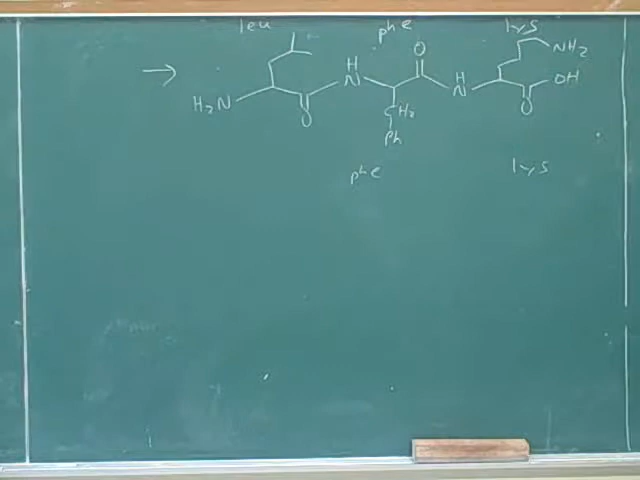 leu phe lys
O
NH2
H N H N OH
H2N
O CH2 O
Ph
phe lys